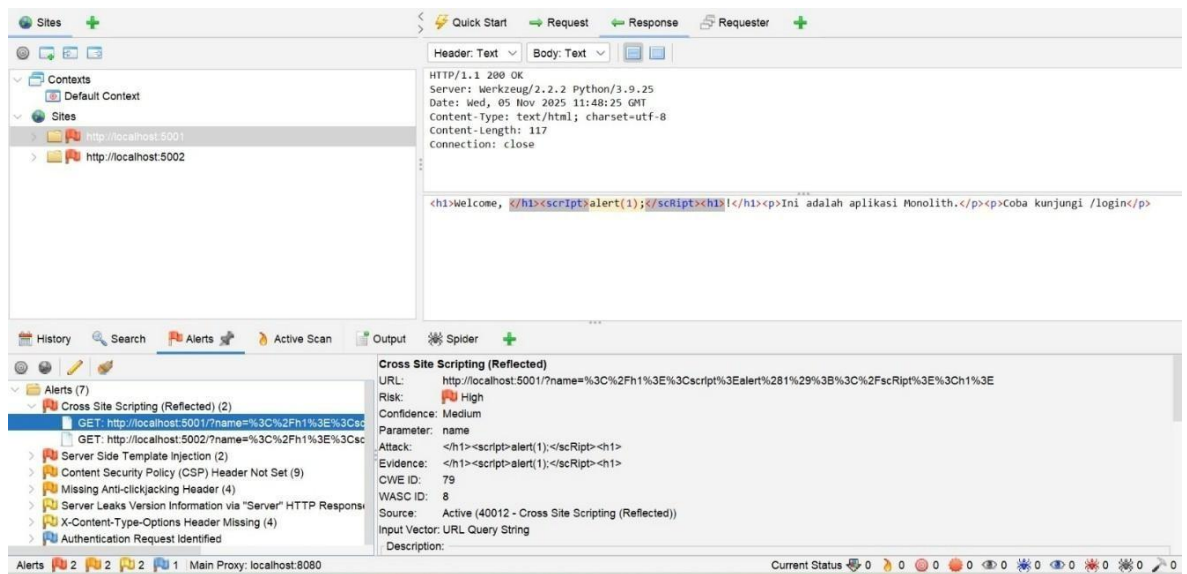 Sites
Quick Start Request Response Requester
Header: Text Body: Text
Contexts
Default Context
Sites
http://localhost:5001
http://localhost:5002
HTTP/1.1 200 OK
Server: Werkzeug/2.2.2 Python/3.9.25
Date: Wed, 05 Nov 2025 11:48:25 GMT
Content-Type: text/html; charset=utf-8
Content-Length: 117
Connection: close
<h1>Welcome, </h1><scrIpt>alert(1);</scRipt><h1>!</h1><p>Ini adalah aplikasi Monolith.</p><p>Coba kunjungi /login</p>
History Search Alerts Active Scan Output Spider
Alerts (7)
Cross Site Scripting (Reflected) (2)
GET: http://localhost:5001/?name=%3C%2Fh1%3E%3Csc
GET: http://localhost:5002/?name=%3C%2Fh1%3E%3Csc
Server Side Template Injection (2)
Content Security Policy (CSP) Header Not Set (9)
Missing Anti-clickjacking Header (4)
Server Leaks Version Information via "Server" HTTP Response
X-Content-Type-Options Header Missing (4)
Authentication Request Identified
Cross Site Scripting (Reflected)
URL: http://localhost:5001/?name=%3C%2Fh1%3E%3CscrIpt%3Ealert%281%29%3B%3C%2FscRipt%3E%3Ch1%3E
Risk: High
Confidence: Medium
Parameter: name
Attack: </h1><scrIpt>alert(1);</scRipt><h1>
Evidence: </h1><scrIpt>alert(1);</scRipt><h1>
CWE ID: 79
WASC ID: 8
Source: Active (40012 - Cross Site Scripting (Reflected))
Input Vector: URL Query String
Description:
Alerts 2 2 2 1 Main Proxy: localhost:8080 Current Status 0 0 0 0 0 0 0 0 0 0